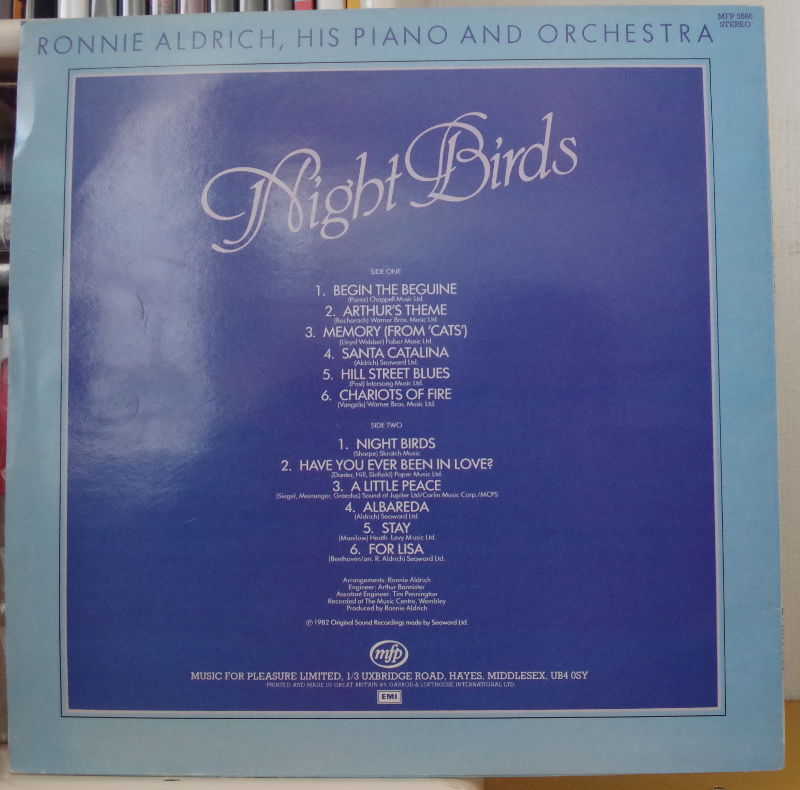 MFP 5586
STEREO
RONNIE ALDRICH, HIS PIANO AND ORCHESTRA
Night Birds
SIDE ONE
1. BEGIN THE BEGUINE
(Porter) Chappell Music Ltd.
2. ARTHUR'S THEME
(Bacharach) Warner Bros. Music Ltd.
3. MEMORY (FROM 'CATS')
(Lloyd Webber) Faber Music Ltd.
4. SANTA CATALINA
(Aldrich) Seaward Ltd.
5. HILL STREET BLUES
(Post) Intersong Music Ltd.
6. CHARIOTS OF FIRE
(Vangelis) Warner Bros. Music Ltd.
SIDE TWO
1. NIGHT BIRDS
(Sharpe) Skratch Music
2. HAVE YOU EVER BEEN IN LOVE?
(Danter, Hill, Sinfield) Paper Music Ltd.
3. A LITTLE PEACE
(Siegel, Meinunger, Greedus) Sound of Jupiter Ltd/Carlin Music Corp./MCPS
4. ALBAREDA
(Aldrich) Seaward Ltd.
5. STAY
(Manilow) Heath Levy Music Ltd.
6. FOR LISA
(Beethoven/arr. R. Aldrich) Seaward Ltd.
Arrangements: Ronnie Aldrich
Engineer: Arthur Bannister
Assistant Engineer: Tim Pennington
Recorded at The Music Centre, Wembley
Produced by Ronnie Aldrich
℗ 1982 Original Sound Recordings made by Seaward Ltd.
mfp
MUSIC FOR PLEASURE LIMITED, 1/3 UXBRIDGE ROAD, HAYES, MIDDLESEX, UB4 0SY
PRINTED AND MADE IN GREAT BRITAIN BY GARROD & LOFTHOUSE INTERNATIONAL LTD.
EMI